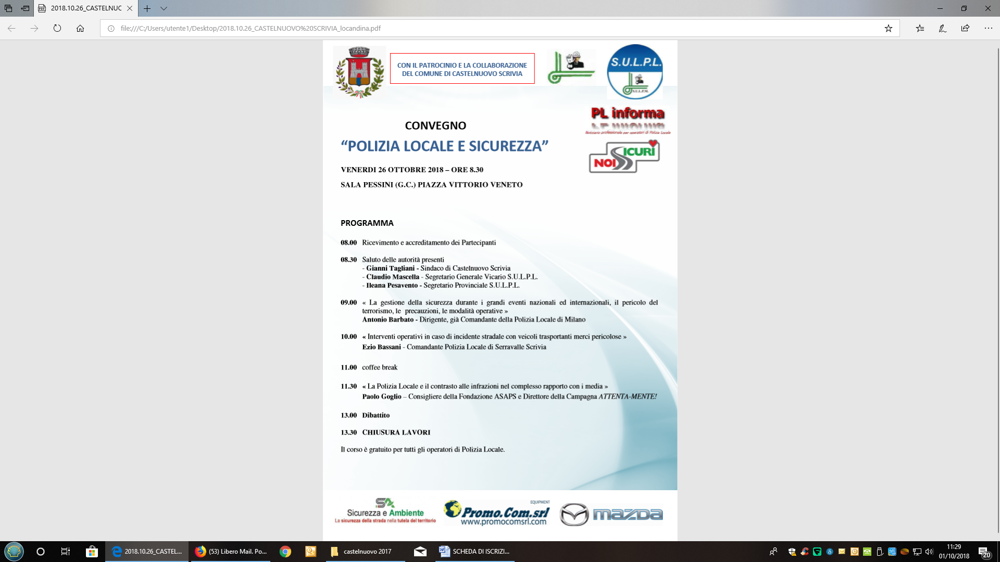 2018.10.26_CASTELNUC
file:///C:/Users/utente1/Desktop/2018.10.26_CASTELNUOVO%20SCRIVIA_locandina.pdf
CON IL PATROCINIO E LA COLLABORAZIONE
DEL COMUNE DI CASTELNUOVO SCRIVIA
S.U.L.P.L.
S.U.L.P.M.
PL informa
Notiziario professionale per operatori di Polizia Locale
NOI SICURI
CONVEGNO
“POLIZIA LOCALE E SICUREZZA”
VENERDI 26 OTTOBRE 2018 – ORE 8.30
SALA PESSINI (G.C.) PIAZZA VITTORIO VENETO
PROGRAMMA
08.00 Ricevimento e accreditamento dei Partecipanti
08.30 Saluto delle autorità presenti
- Gianni Tagliani - Sindaco di Castelnuovo Scrivia
- Claudio Mascella - Segretario Generale Vicario S.U.L.P.L.
- Ileana Pesavento - Segretario Provinciale S.U.L.P.L.
09.00 « La gestione della sicurezza durante i grandi eventi nazionali ed internazionali, il pericolo del
terrorismo, le precauzioni, le modalità operative »
Antonio Barbato - Dirigente, già Comandante della Polizia Locale di Milano
10.00 « Interventi operativi in caso di incidente stradale con veicoli trasportanti merci pericolose »
Ezio Bassani - Comandante Polizia Locale di Serravalle Scrivia
11.00 coffee break
11.30 « La Polizia Locale e il contrasto alle infrazioni nel complesso rapporto con i media »
Paolo Goglio – Consigliere della Fondazione ASAPS e Direttore della Campagna ATTENTA-MENTE!
13.00 Dibattito
13.30 CHIUSURA LAVORI
Il corso è gratuito per tutti gli operatori di Polizia Locale.
SA
Sicurezza e Ambiente
La sicurezza della strada nella tutela del territorio
EQUIPMENT
Promo.Com.srl
www.promocomsrl.com
mazda
2018.10.26_CASTEL...
(53) Libero Mail. Po...
castelnuovo 2017
SCHEDA DI ISCRIZI...
11:29
01/10/2018
20